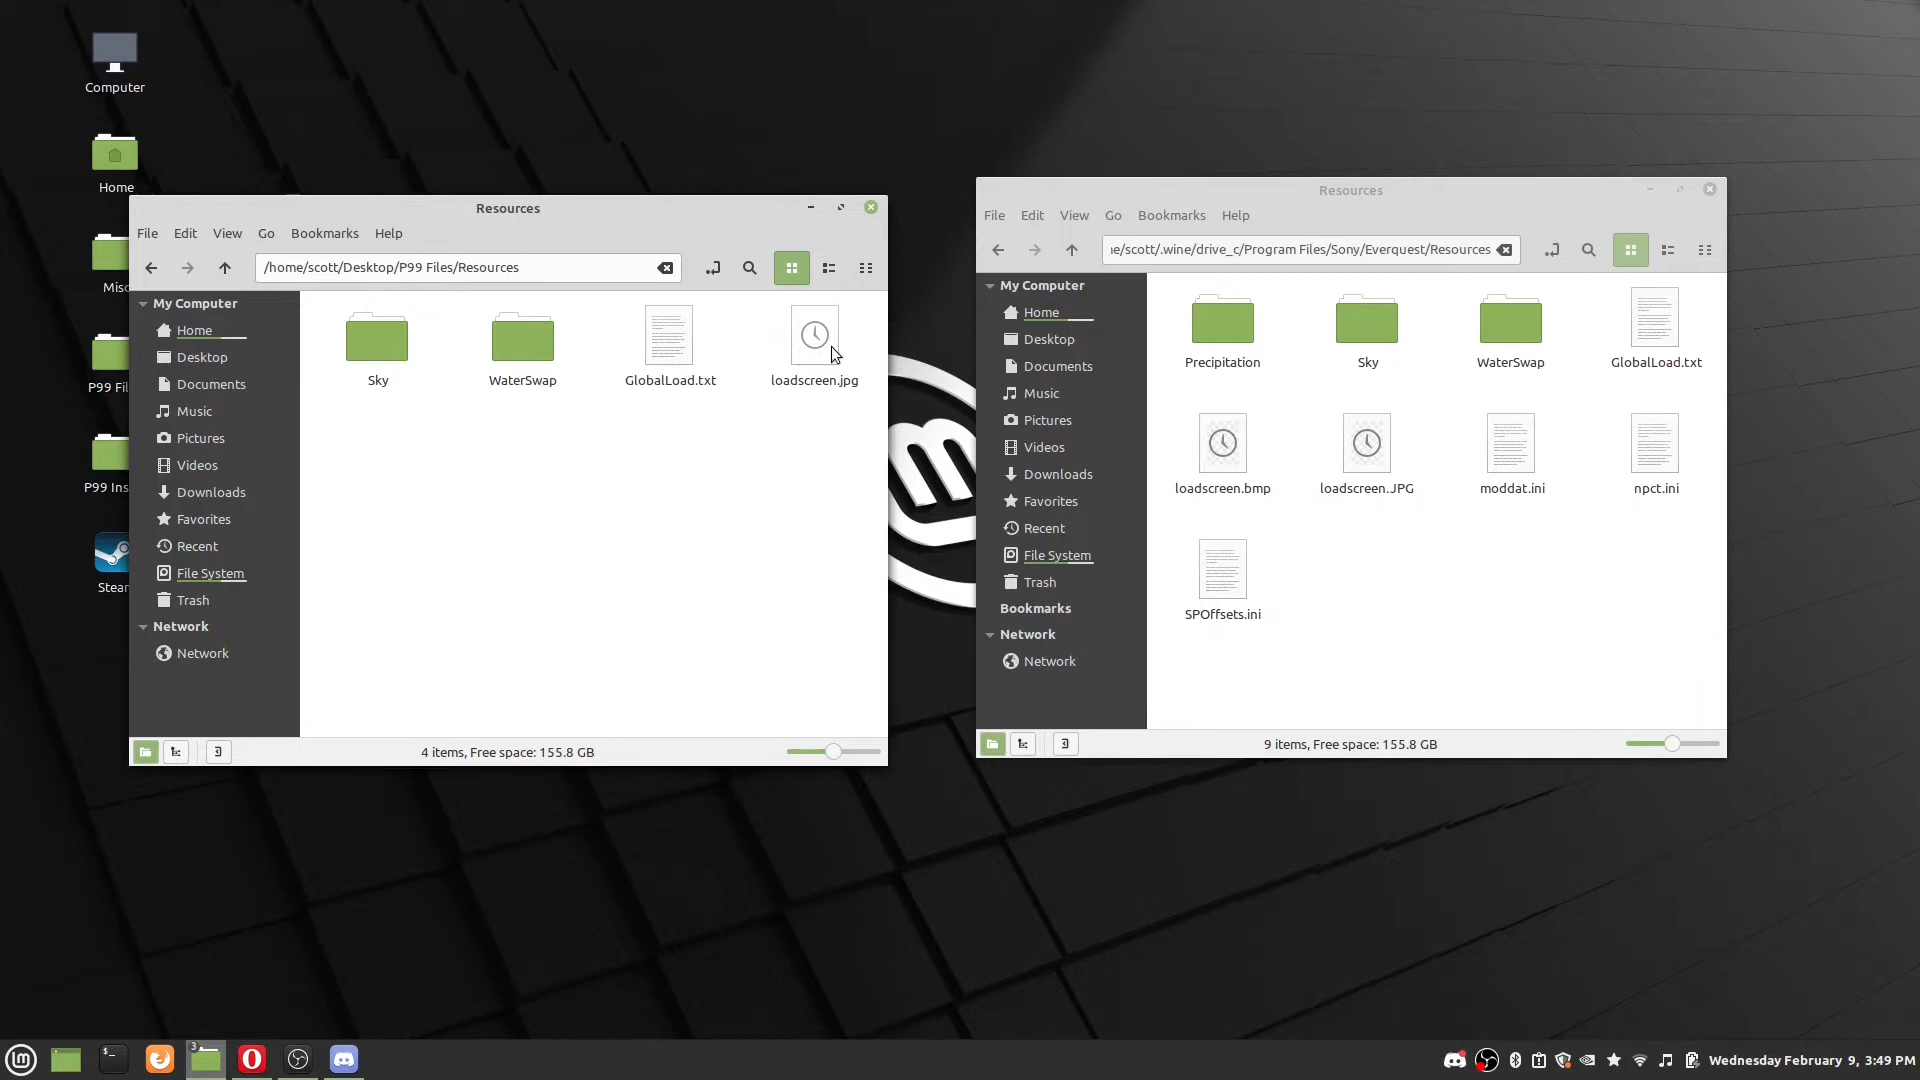 Computer
Home
Misc
P99 Fil
P99 Ins
Stear
Resources
File Edit View Go Bookmarks Help
/home/scott/Desktop/P99 Files/Resources
My Computer
Home
Desktop
Documents
Music
Pictures
Videos
Downloads
Favorites
Recent
File System
Trash
Network
Network
Sky
WaterSwap
GlobalLoad.txt
loadscreen.jpg
4 items, Free space: 155.8 GB
Resources
File Edit View Go Bookmarks Help
ıe/scott/.wine/drive_c/Program Files/Sony/Everquest/Resources
My Computer
Home
Desktop
Documents
Music
Pictures
Videos
Downloads
Favorites
Recent
File System
Trash
Bookmarks
Network
Network
Precipitation
Sky
WaterSwap
GlobalLoad.txt
loadscreen.bmp
loadscreen.JPG
moddat.ini
npct.ini
SPOffsets.ini
9 items, Free space: 155.8 GB
3
Wednesday February 9, 3:49 PM